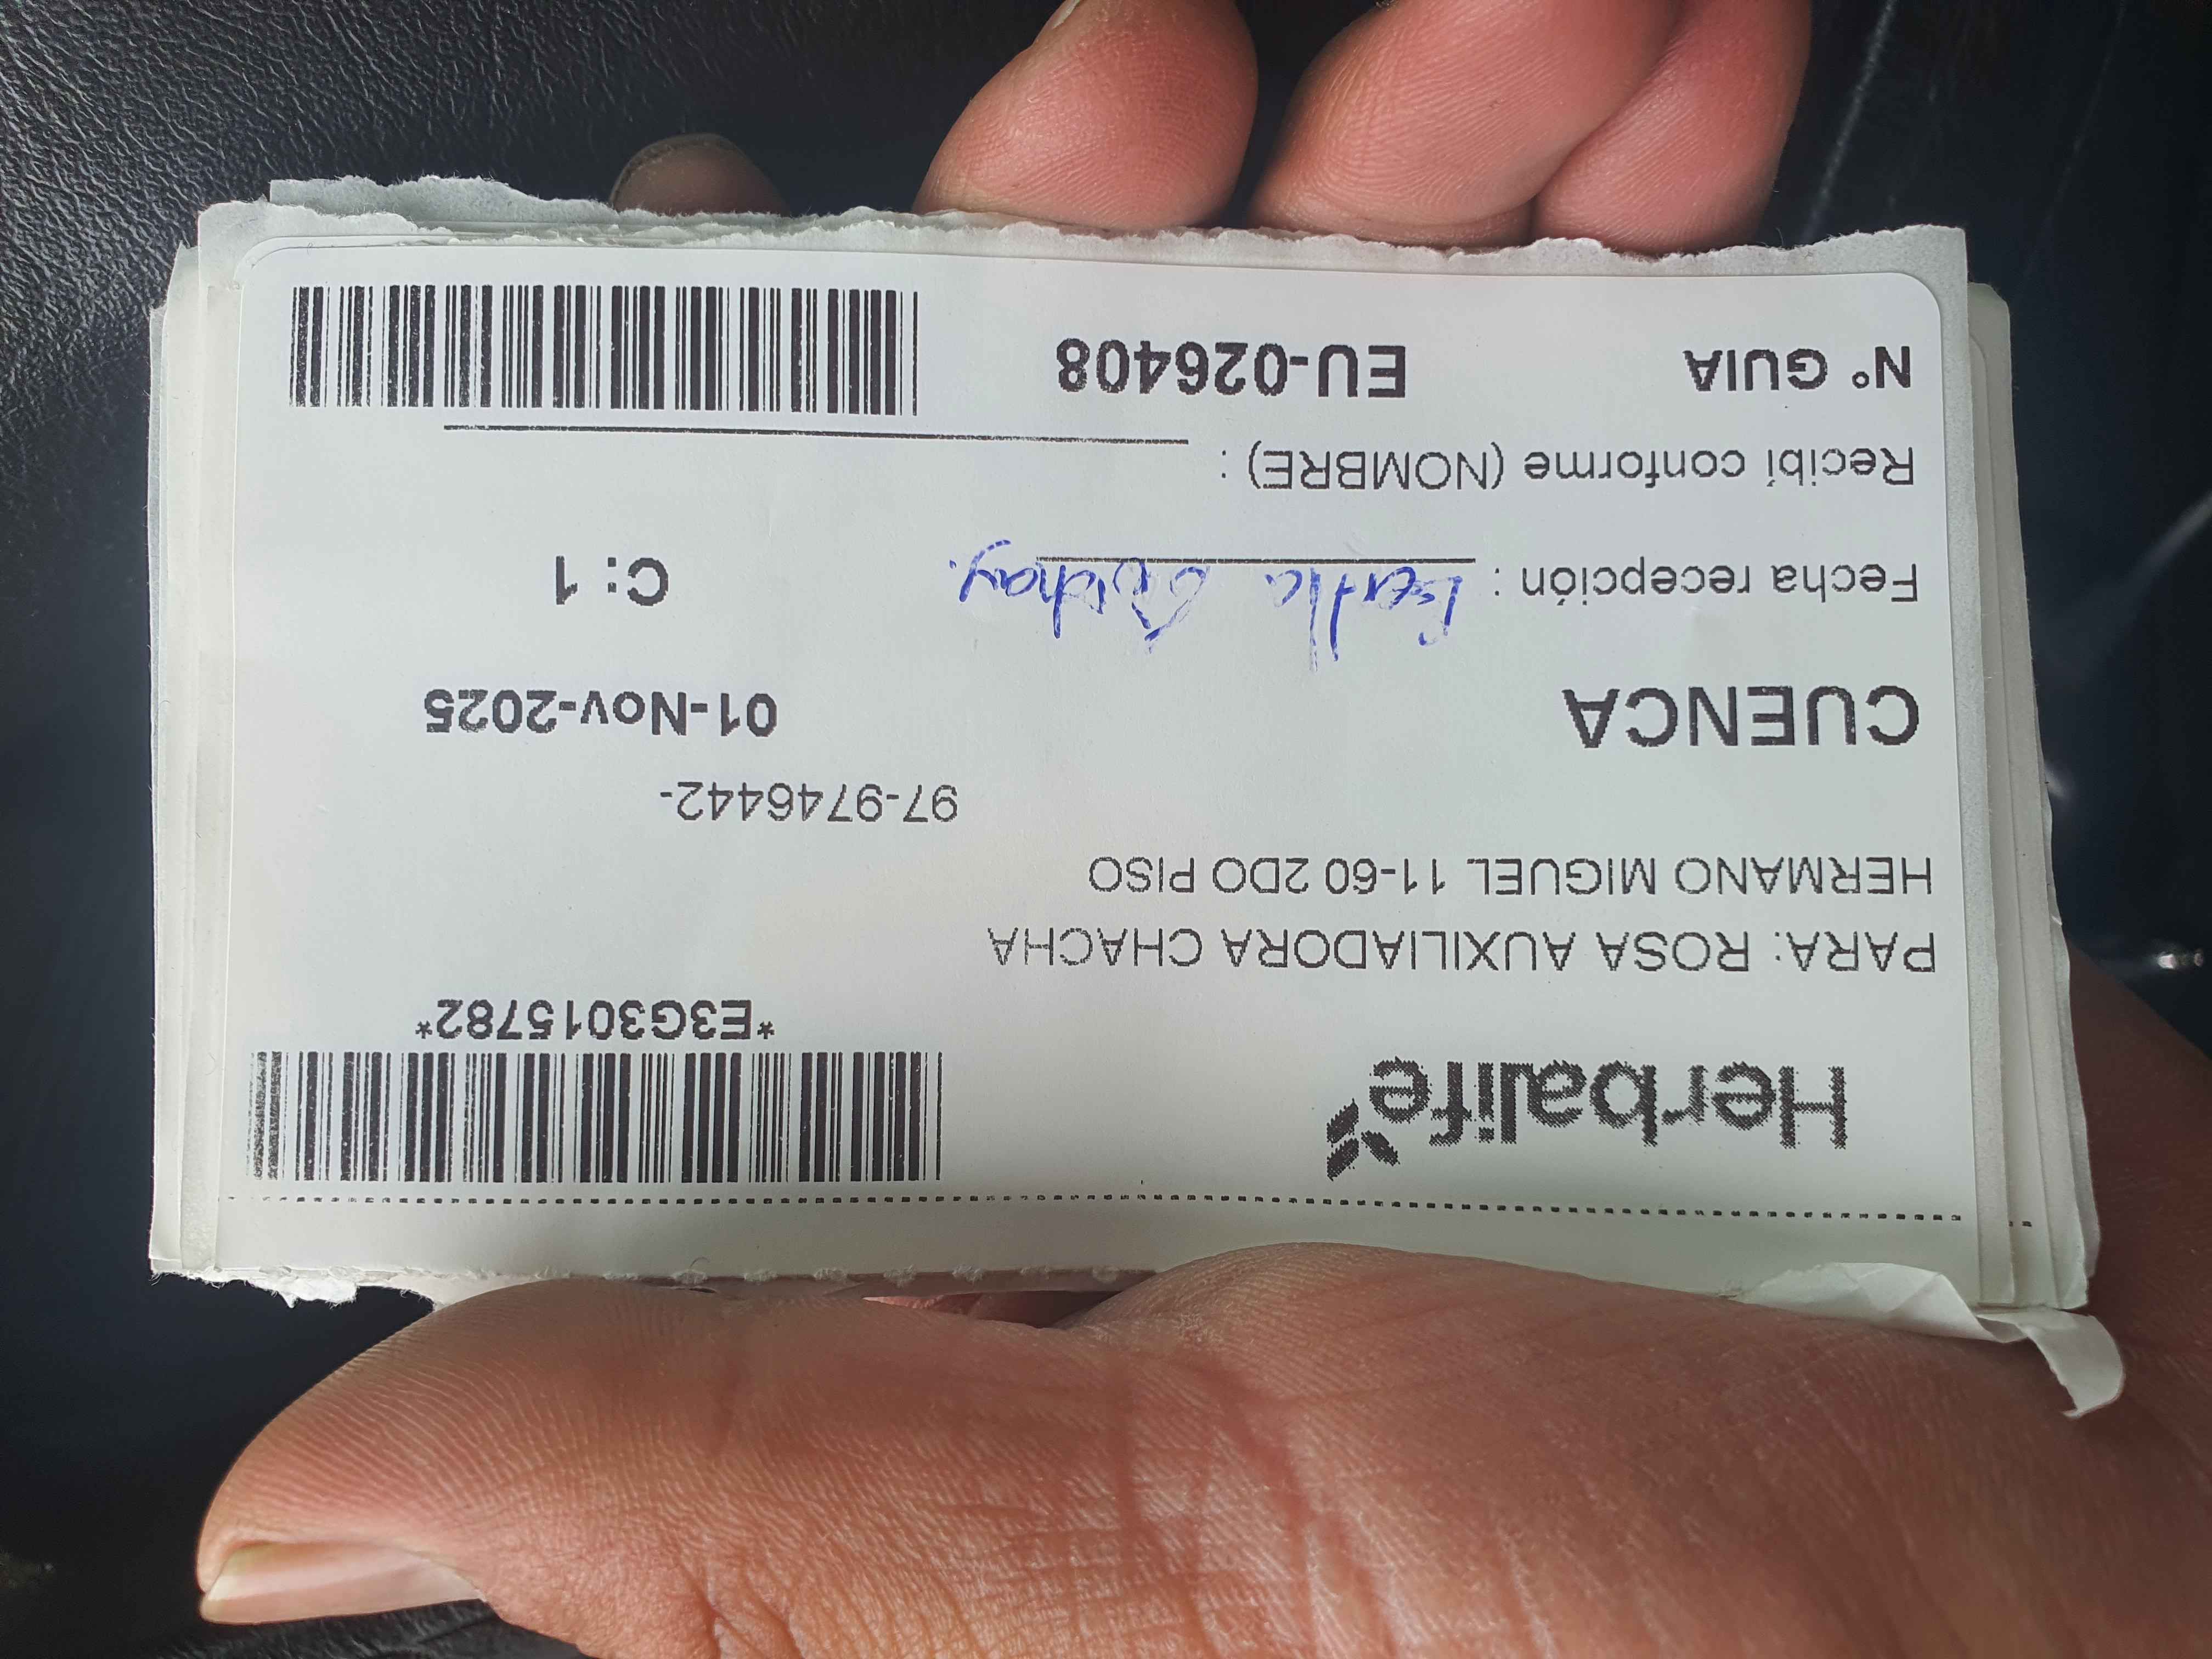 Herbalife
*E3G3015782*
PARA: ROSA AUXILIADORA CHACHA
HERMANO MIGUEL 11-60 2DO PISO
97-9746442-
CUENCA 01-Nov-2025
Fecha recepción : C: 1
Recibí conforme (NOMBRE) :
N° GUIA EU-026408